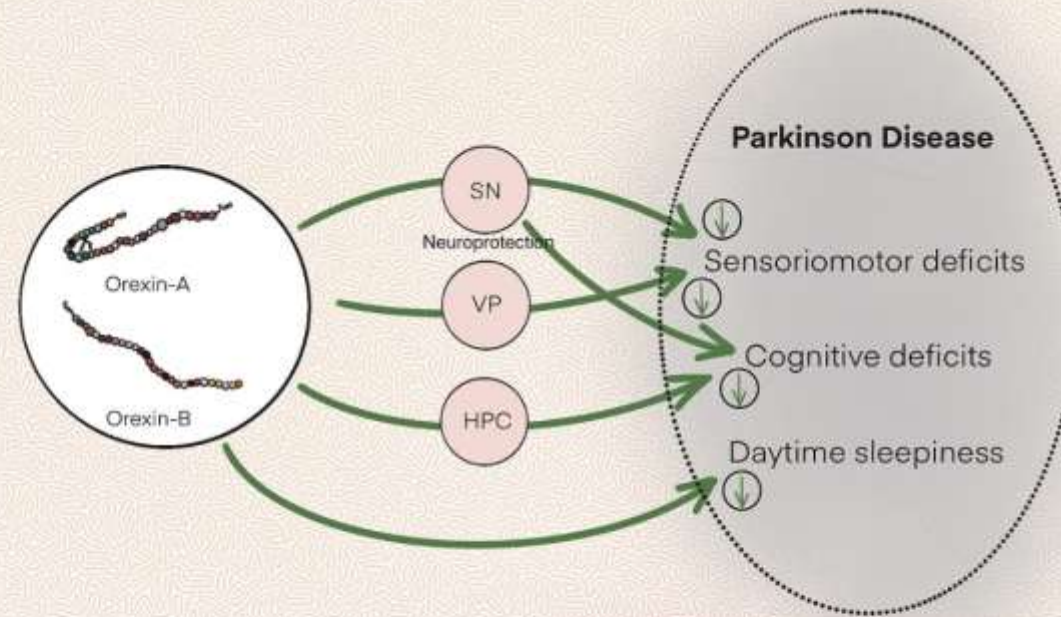 Parkinson Disease
SN
Neuroprotection
Sensoriomotor deficits
Orexin-A
VP
Cognitive deficits
Orexin-B
HPC
Daytime sleepiness